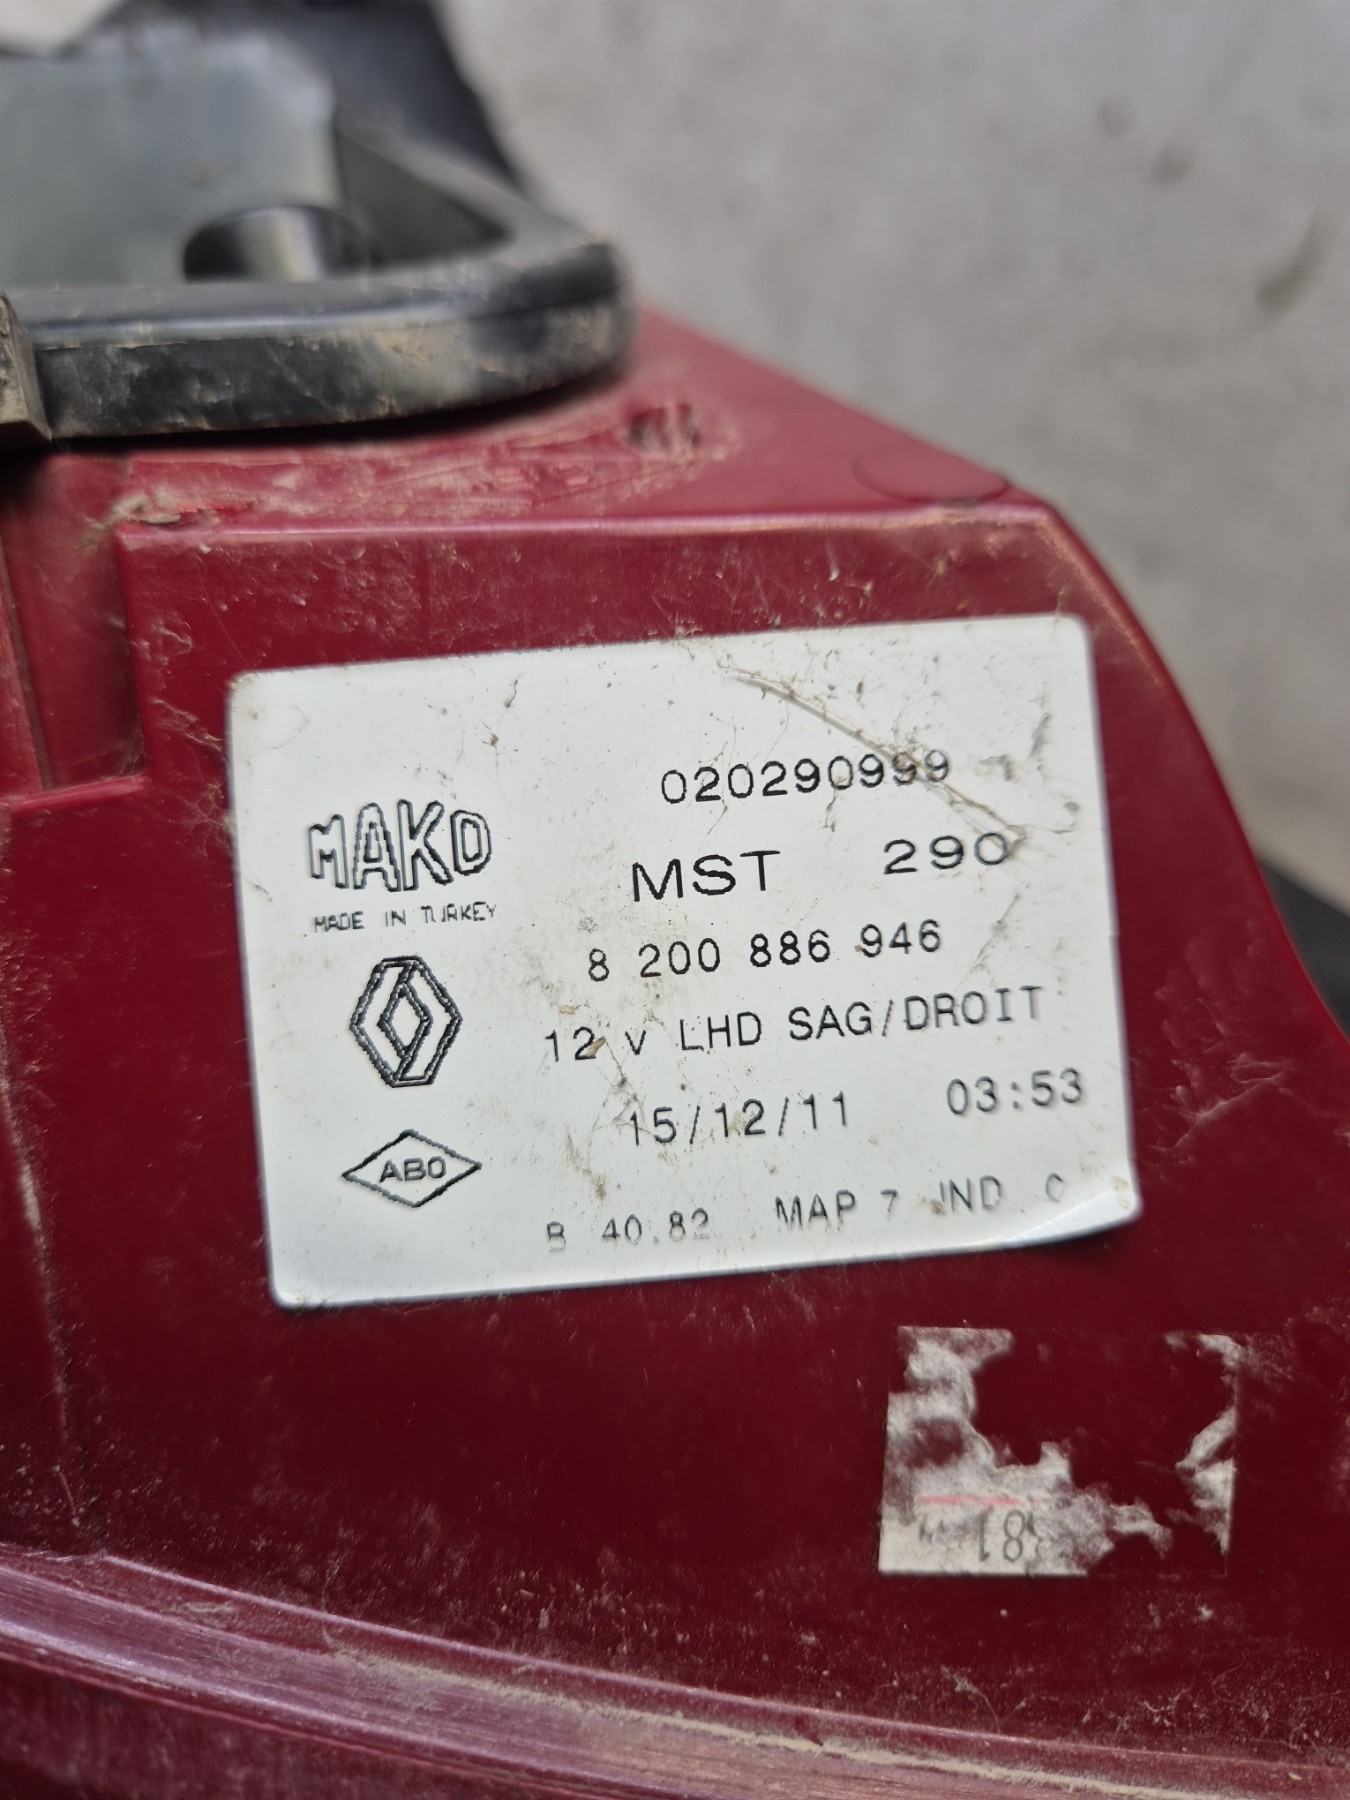 020290999
MAKO
MST 290
MADE IN TURKEY
8 200 886 946
12 v LHD SAG/DROIT
15/12/11 03:53
ABO
B 40.82 MAP 7 IND C
81